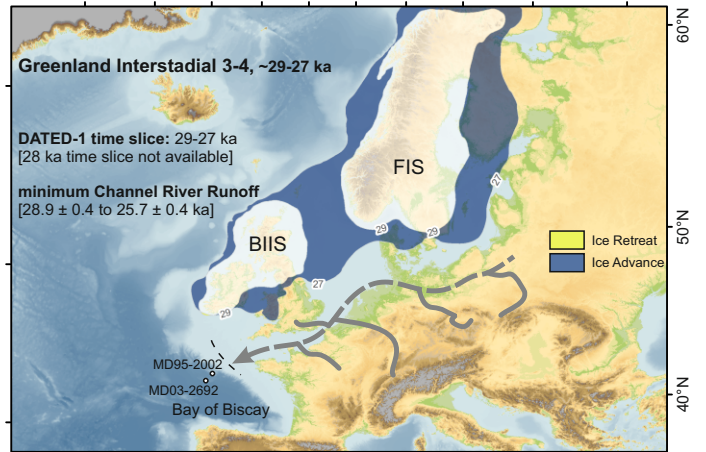 60°N
Greenland Interstadial 3-4, ~29-27 ka
DATED-1 time slice: 29-27 ka
[28 ka time slice not available]
FIS
27
minimum Channel River Runoff
[28.9 ± 0.4 to 25.7 ± 0.4 ka]
29
29
50°N
BIIS
Ice Retreat
Ice Advance
27
29
MD95-2002
MD03-2692
40°N
Bay of Biscay